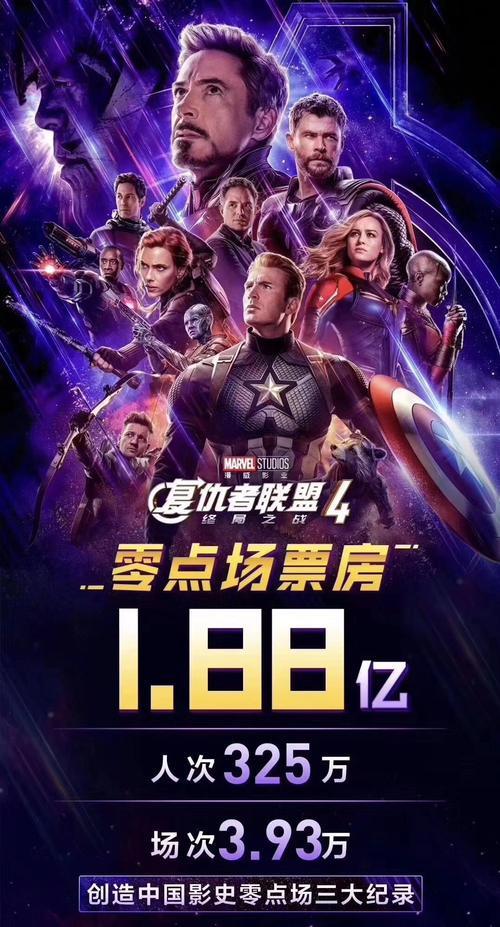 MARVEL STUDIOS
漫威影业
复仇者联盟4
终局之战
零点场票房
1.88亿
人次325万
场次3.93万
创造中国影史零点场三大纪录